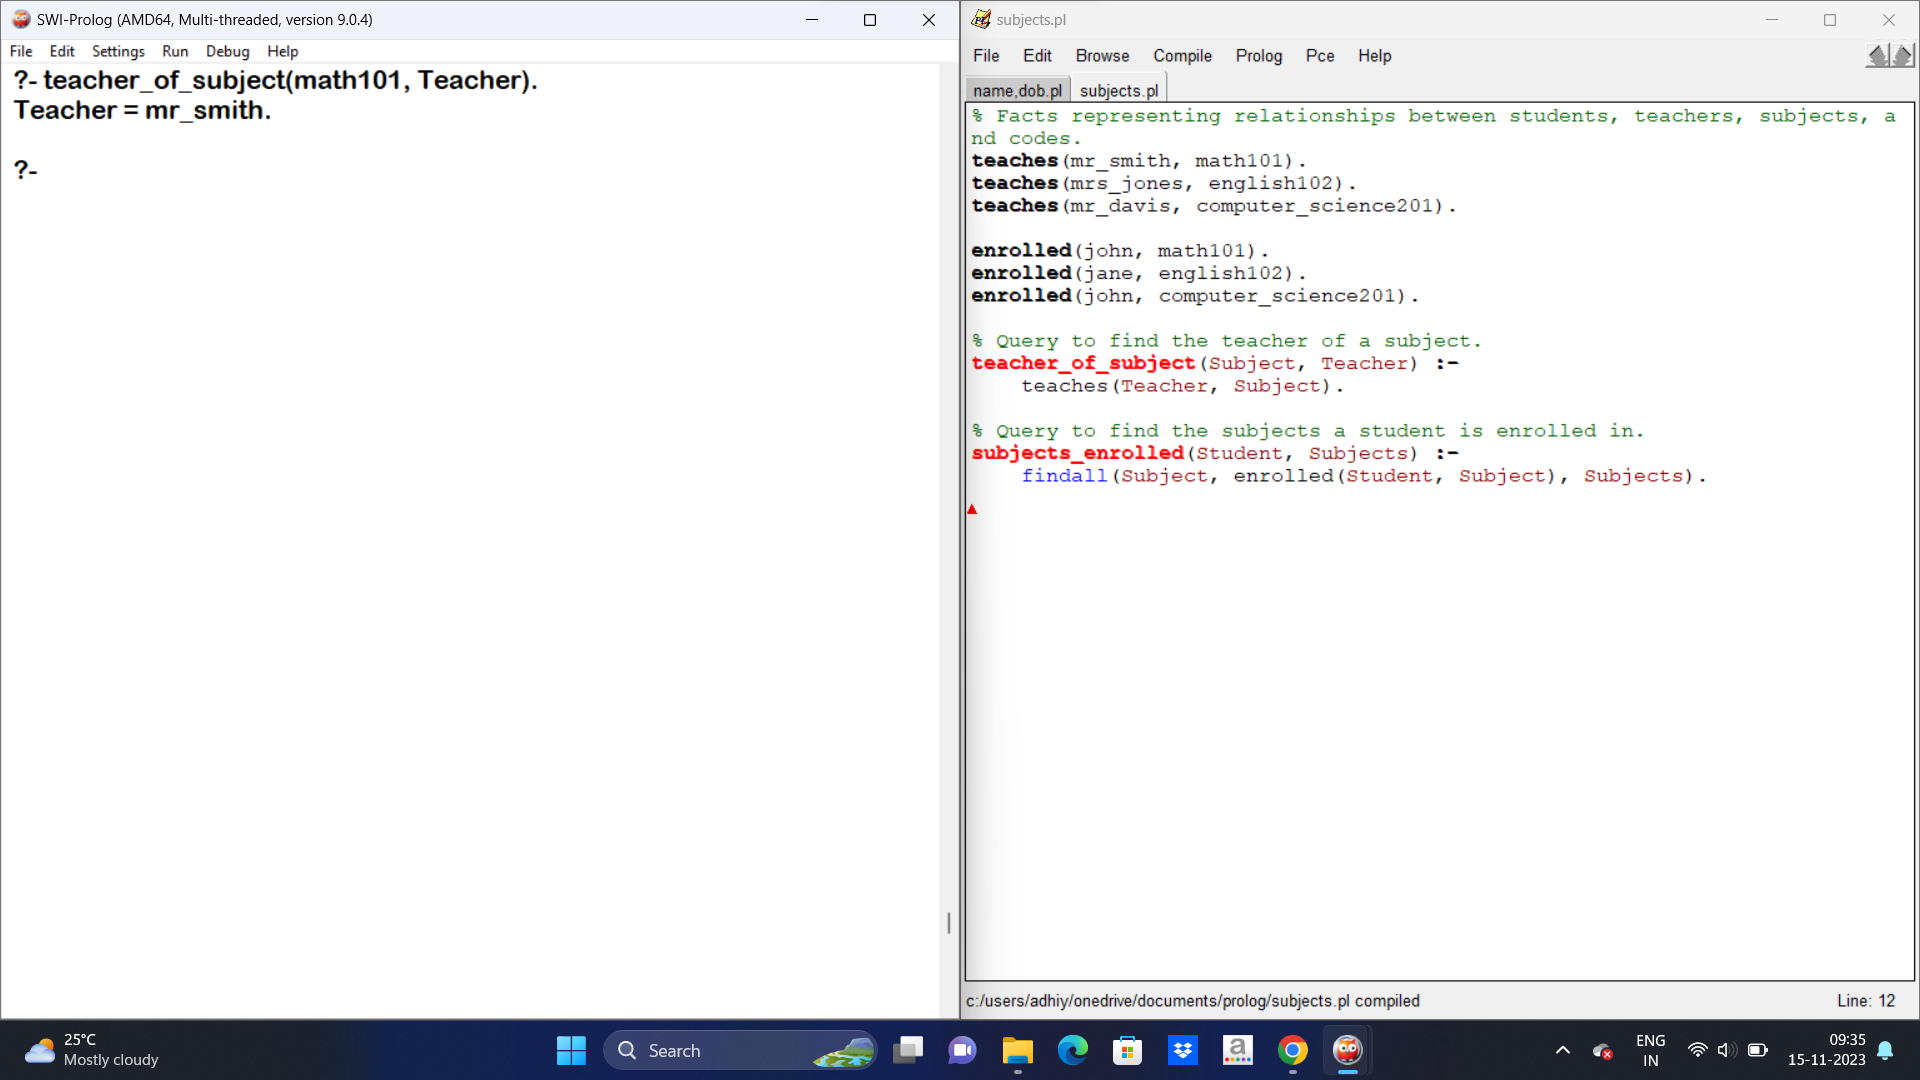 SWI-Prolog (AMD64, Multi-threaded, version 9.0.4)
File Edit Settings Run Debug Help
?- teacher_of_subject(math101, Teacher).
Teacher = mr_smith.
?-
subjects.pl
File Edit Browse Compile Prolog Pce Help
name,dob.pl subjects.pl
% Facts representing relationships between students, teachers, subjects, a
nd codes.
teaches(mr_smith, math101).
teaches(mrs_jones, english102).
teaches(mr_davis, computer_science201).
enrolled(john, math101).
enrolled(jane, english102).
enrolled(john, computer_science201).
% Query to find the teacher of a subject.
teacher_of_subject(Subject, Teacher) :-
    teaches(Teacher, Subject).
% Query to find the subjects a student is enrolled in.
subjects_enrolled(Student, Subjects) :-
    findall(Subject, enrolled(Student, Subject), Subjects).
c:/users/adhiy/onedrive/documents/prolog/subjects.pl compiled Line: 12
25°C
Mostly cloudy
Search
a
ENG
IN
09:35
15-11-2023